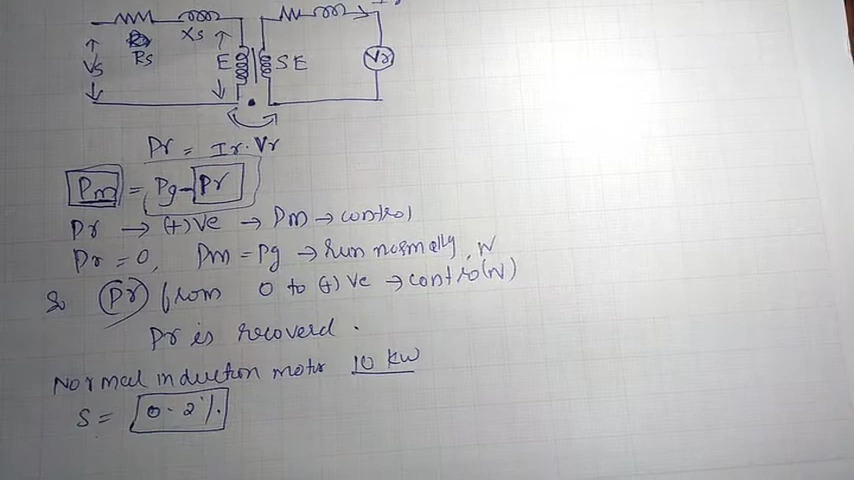 Xs
Rs
Vs
E
SE
Vr
Pr = Ir. Vr
Pm = Pg - Pr
Pr → (+)ve → Pm → control
Pr = 0, Pm = Pg → Run normally, N
So Pr from 0 to (+) Ve → control(N)
Pr is recoverd.
Normal induction motor 10 kw
S = 0-2%.